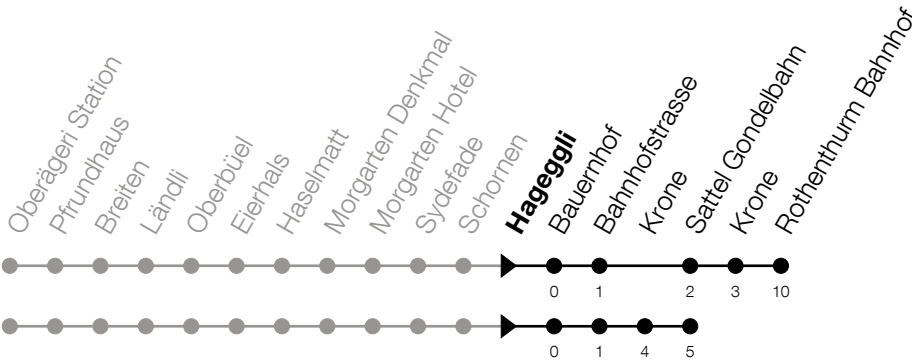 Oberägeri Station
Pfrundhaus
Breiten
Ländli
Oberbüel
Eierhals
Haselmatt
Morgarten Denkmal
Morgarten Hotel
Sydefade
Schornen
Hageggli
Bauernhof
Bahnhofstrasse
Krone
Sattel Gondelbahn
Krone
Rothenthurm Bahnhof
0 1 2 3 10
0 1 4 5